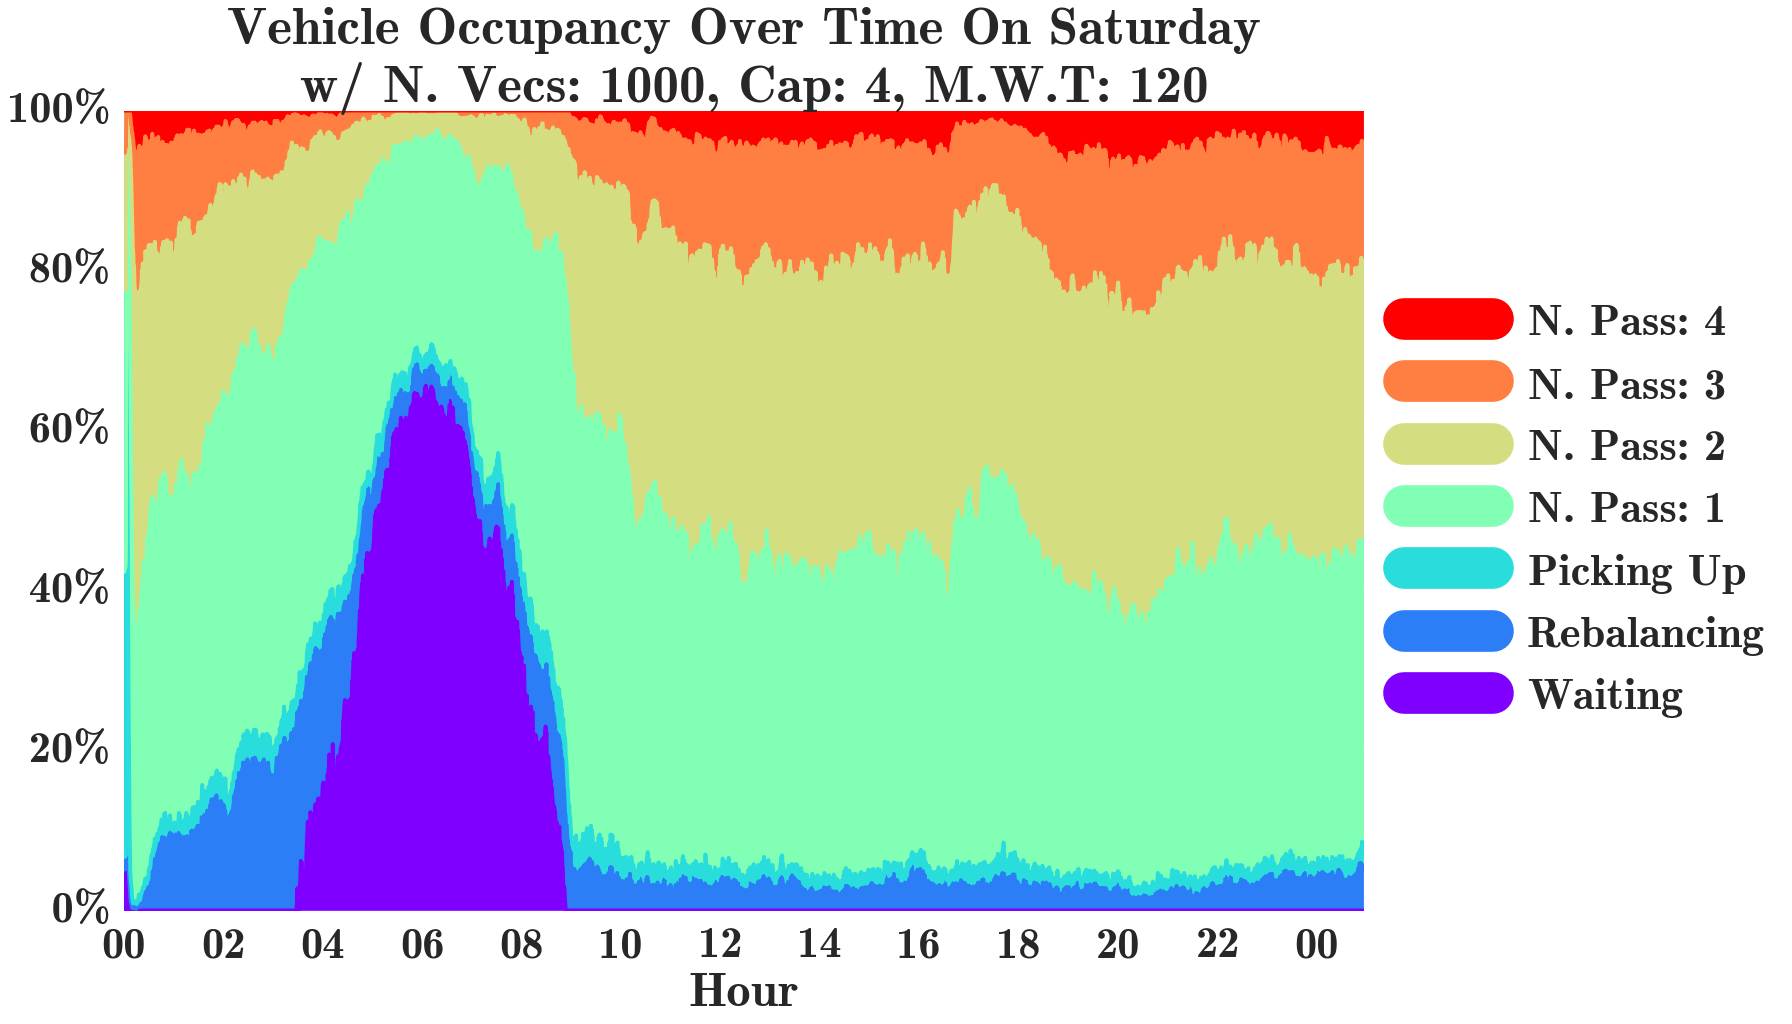 Vehicle Occupancy Over Time On Saturday
w/ N. Vecs: 1000, Cap: 4, M.W.T: 120
100%
80%
60%
40%
20%
0%
00 02 04 06 08 10 12 14 16 18 20 22 00
Hour
N. Pass: 4
N. Pass: 3
N. Pass: 2
N. Pass: 1
Picking Up
Rebalancing
Waiting